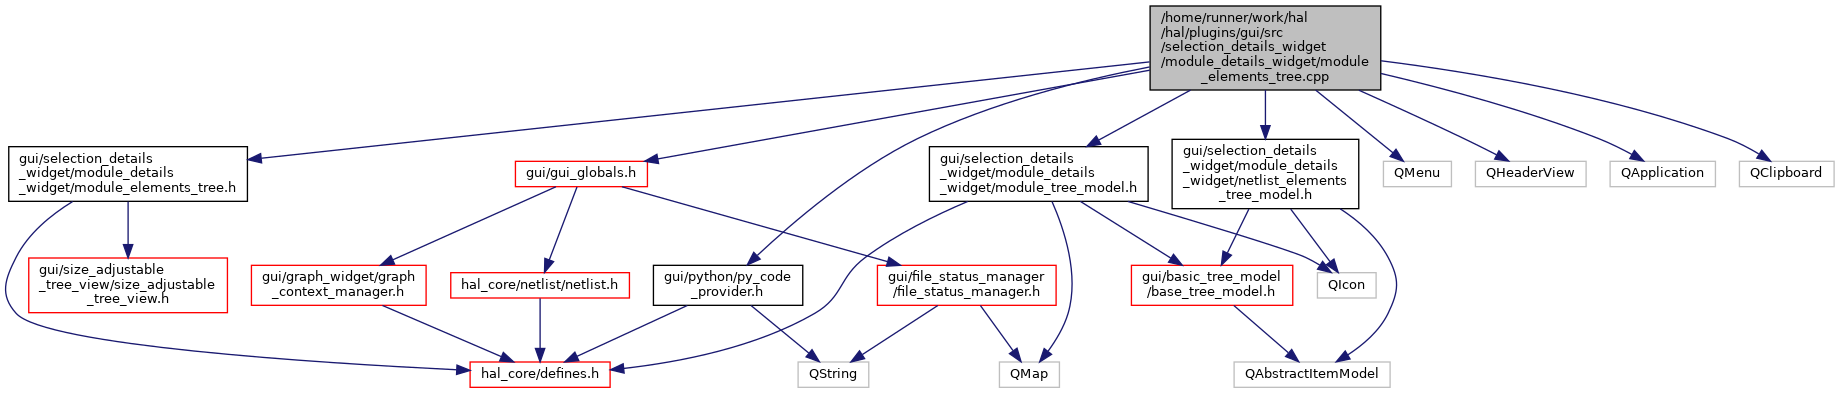 /home/runner/work/hal
/hal/plugins/gui/src
/selection_details_widget
/module_details_widget/module
_elements_tree.cpp
gui/selection_details
_widget/module_details
_widget/module_elements_tree.h
gui/gui_globals.h
gui/selection_details
_widget/module_details
_widget/module_tree_model.h
gui/selection_details
_widget/module_details
_widget/netlist_elements
_tree_model.h
QMenu
QHeaderView
QApplication
QClipboard
gui/size_adjustable
_tree_view/size_adjustable
_tree_view.h
gui/graph_widget/graph
_context_manager.h
hal_core/netlist/netlist.h
gui/python/py_code
_provider.h
gui/file_status_manager
/file_status_manager.h
gui/basic_tree_model
/base_tree_model.h
QIcon
hal_core/defines.h
QString
QMap
QAbstractItemModel